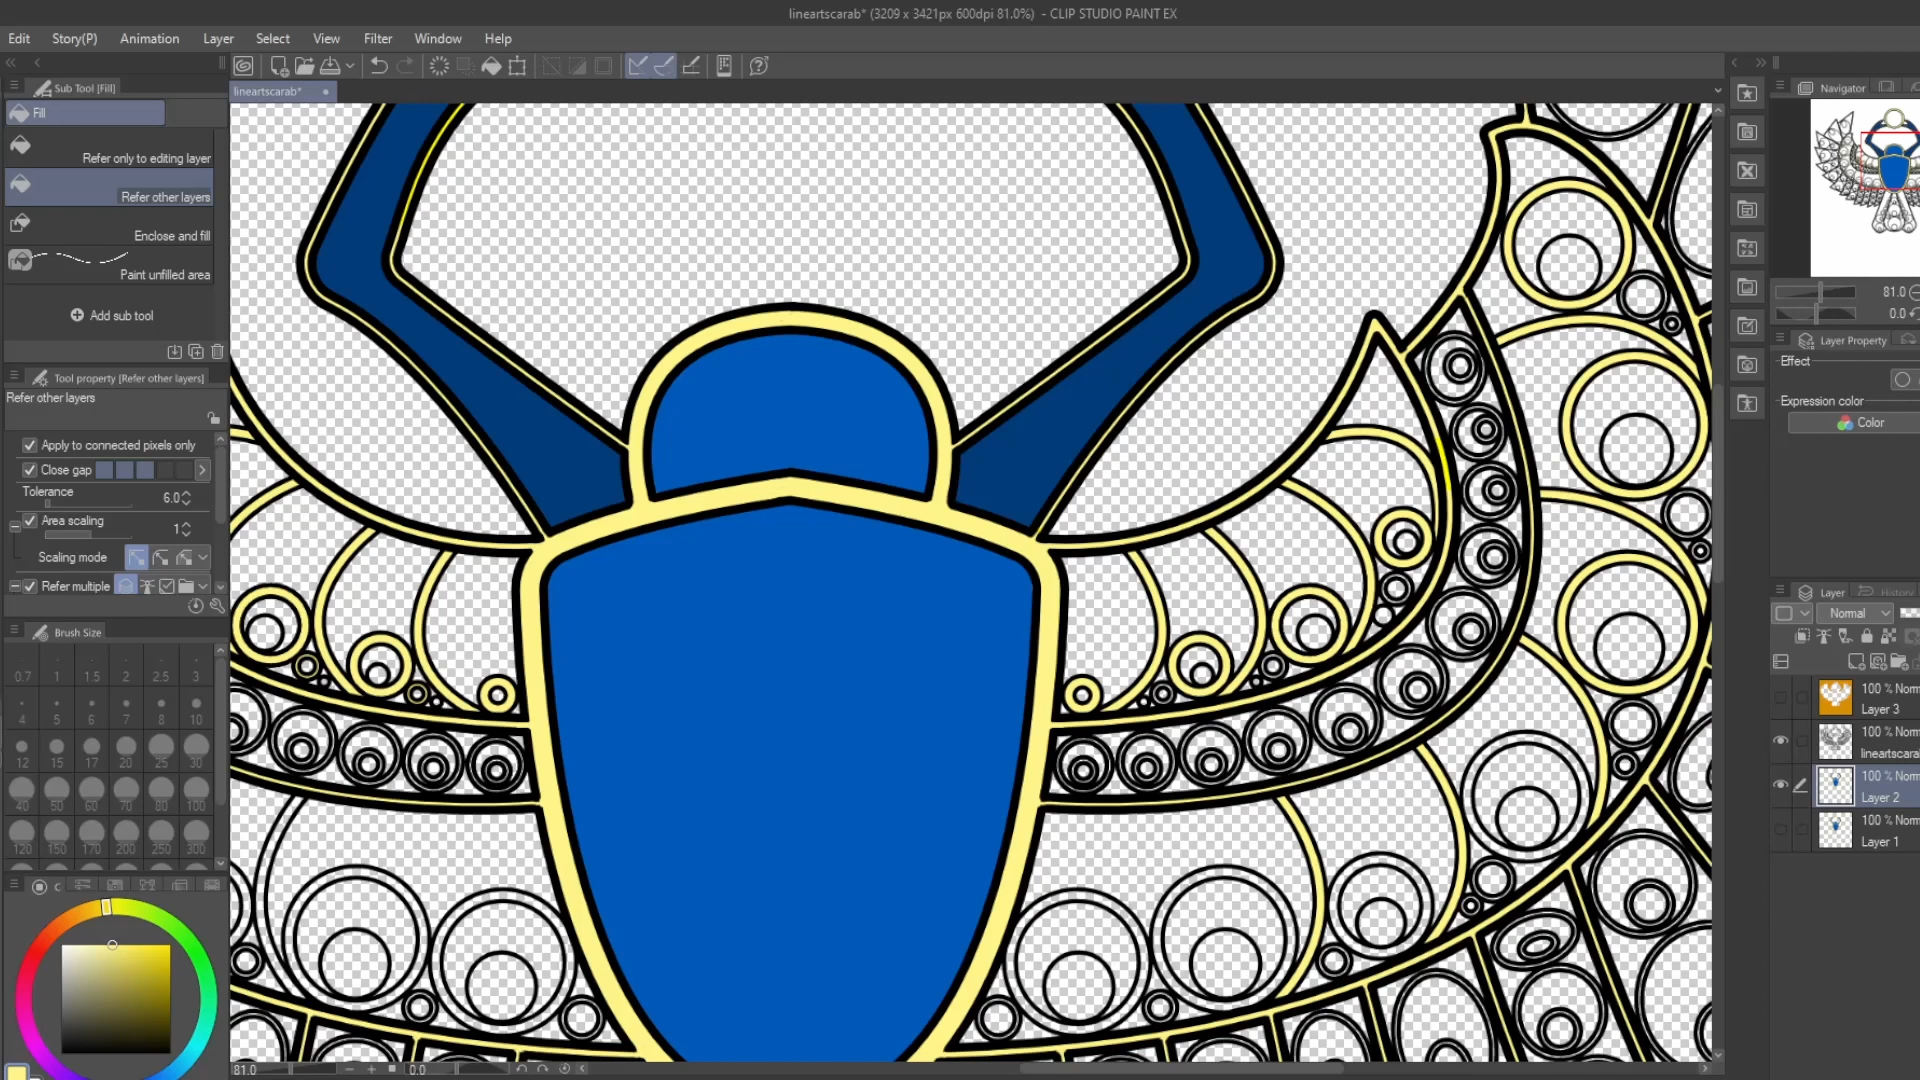 lineartscarab* (3209 x 3421px 600dpi 81.0%) - CLIP STUDIO PAINT EX
Edit Story(P) Animation Layer Select View Filter Window Help
Sub Tool [Fill]
lineartscarab*
Fill
Refer only to editing layer
Refer other layers
Enclose and fill
Paint unfilled area
Add sub tool
Tool property [Refer other layers]
Refer other layers
Apply to connected pixels only
Close gap
Tolerance 6.0
Area scaling 1
Scaling mode
Refer multiple
Brush Size
0.7 1 1.5 2 2.5 3
4 5 6 7 8 10
12 15 17 20 25 30
40 50 60 70 80 100
120 150 170 200 250 300
C
81.0 0.0
Navigator
81.0
0.0
Layer Property
Effect
Expression color
Color
Layer History
Normal
100 % Norm
Layer 3
100 % Norm
lineartscara
100 % Norm
Layer 2
100 % Norm
Layer 1